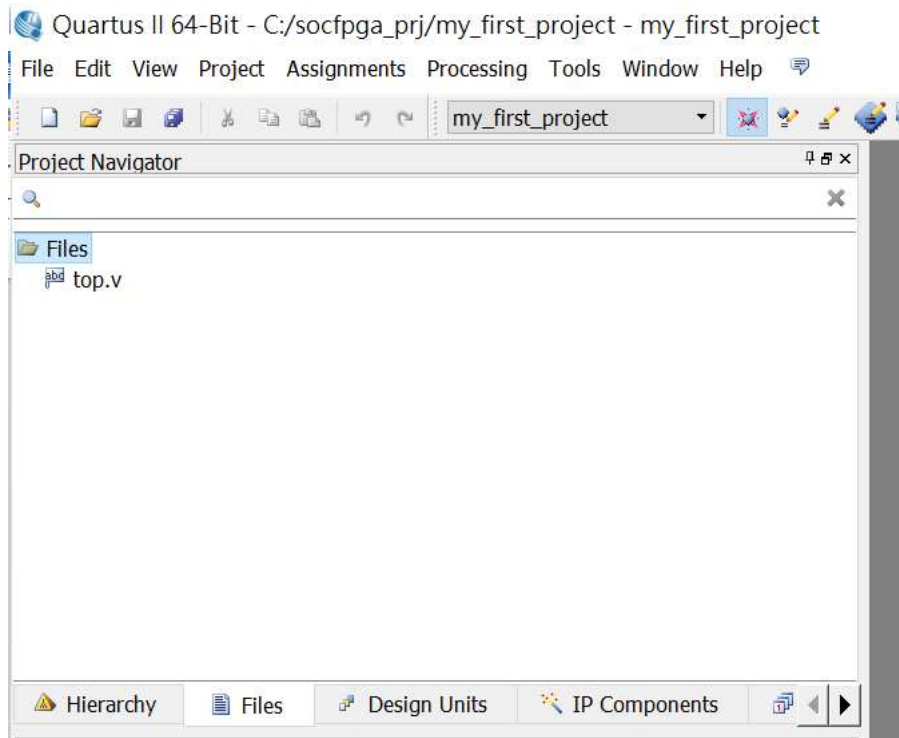 Quartus II 64-Bit - C:/socfpga_prj/my_first_project - my_first_project
File Edit View Project Assignments Processing Tools Window Help
my_first_project
Project Navigator
Files
abd top.v
Hierarchy Files Design Units IP Components